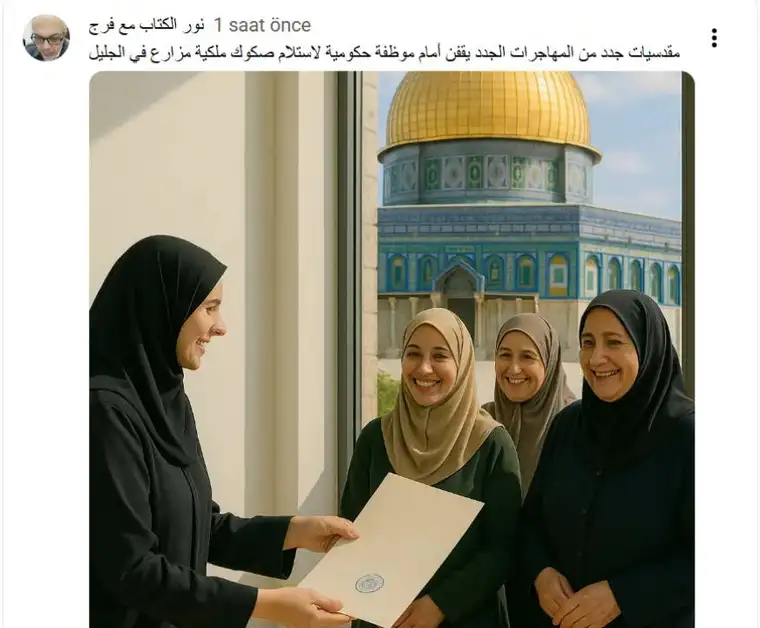 نور الكتاب مع فرج 1 saat önce
مقدسيات جدد من المهاجرات الجدد يقفن أمام موظفة حكومية لاستلام صكوك ملكية مزارع في الجليل